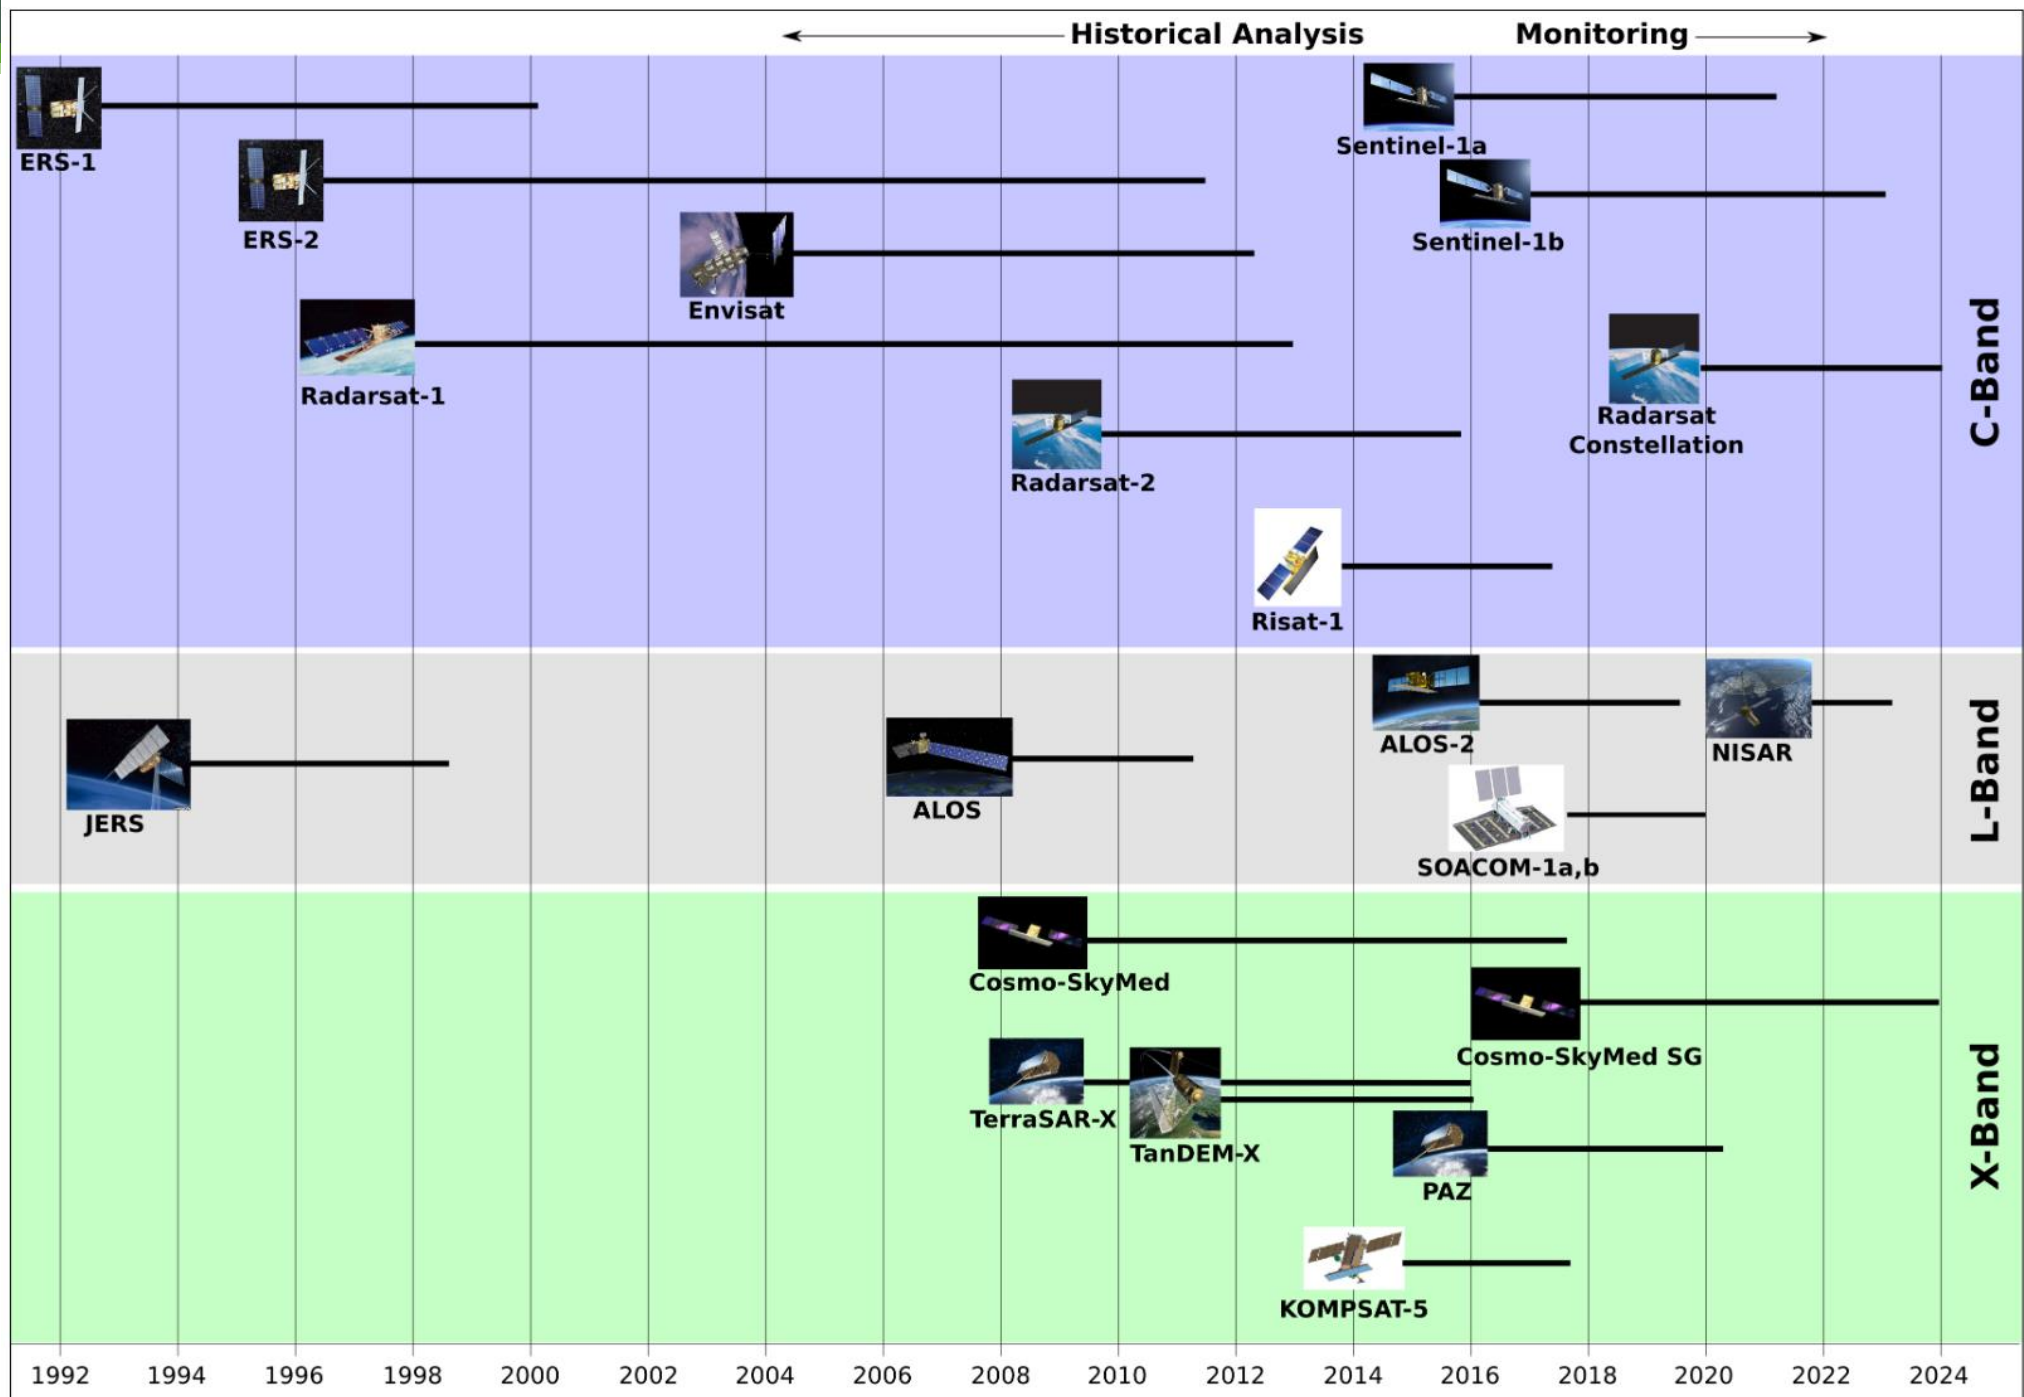 Historical Analysis
Monitoring
ERS-1
Sentinel-1a
ERS-2
Sentinel-1b
Envisat
Radarsat-1
Radarsat
Constellation
Radarsat-2
Risat-1
C-Band
ALOS-2
NISAR
JERS
ALOS
SOACOM-1a,b
L-Band
Cosmo-SkyMed
Cosmo-SkyMed SG
TerraSAR-X
TanDEM-X
PAZ
KOMPSAT-5
X-Band
1992 1994 1996 1998 2000 2002 2004 2006 2008 2010 2012 2014 2016 2018 2020 2022 2024